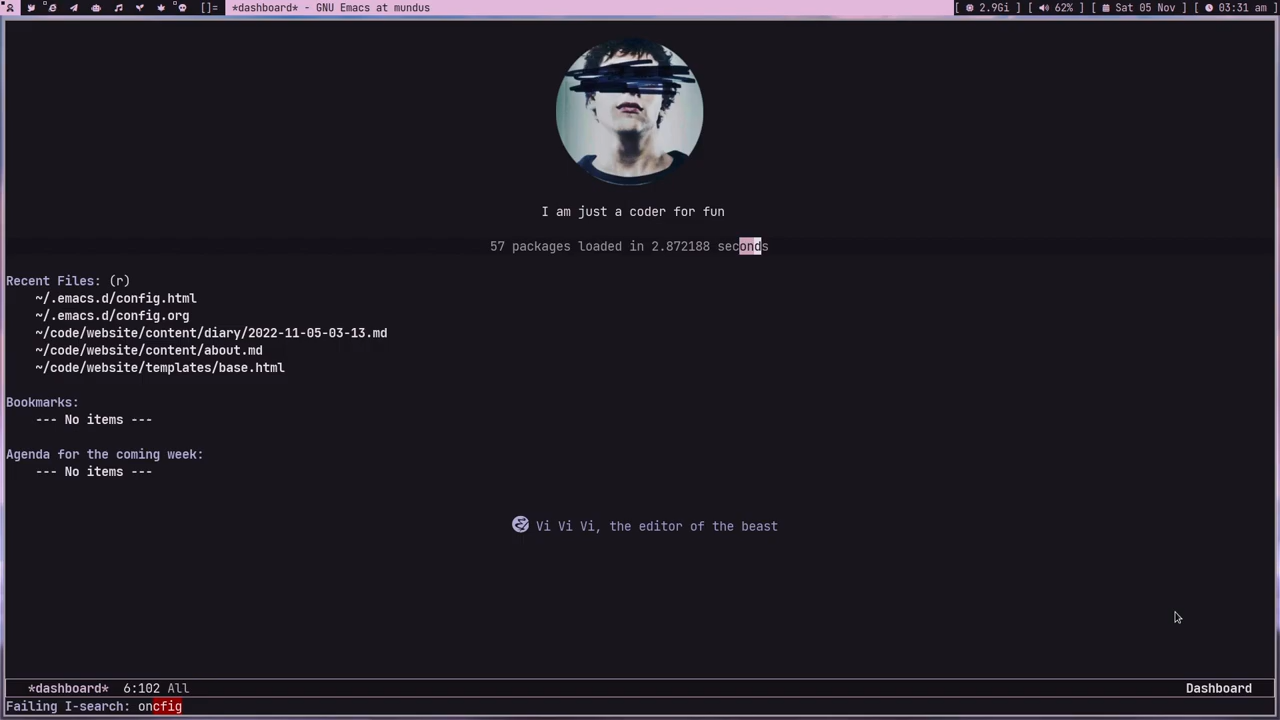 []= *dashboard* - GNU Emacs at mundus [ 2.9Gi ] [ 62% ] [ Sat 05 Nov ] [ 03:31 am ]
I am just a coder for fun
57 packages loaded in 2.872188 seconds
Recent Files: (r)
~/.emacs.d/config.html
~/.emacs.d/config.org
~/code/website/content/diary/2022-11-05-03-13.md
~/code/website/content/about.md
~/code/website/templates/base.html
Bookmarks:
--- No items ---
Agenda for the coming week:
--- No items ---
Vi Vi Vi, the editor of the beast
*dashboard* 6:102 All Dashboard
Failing I-search: oncfig